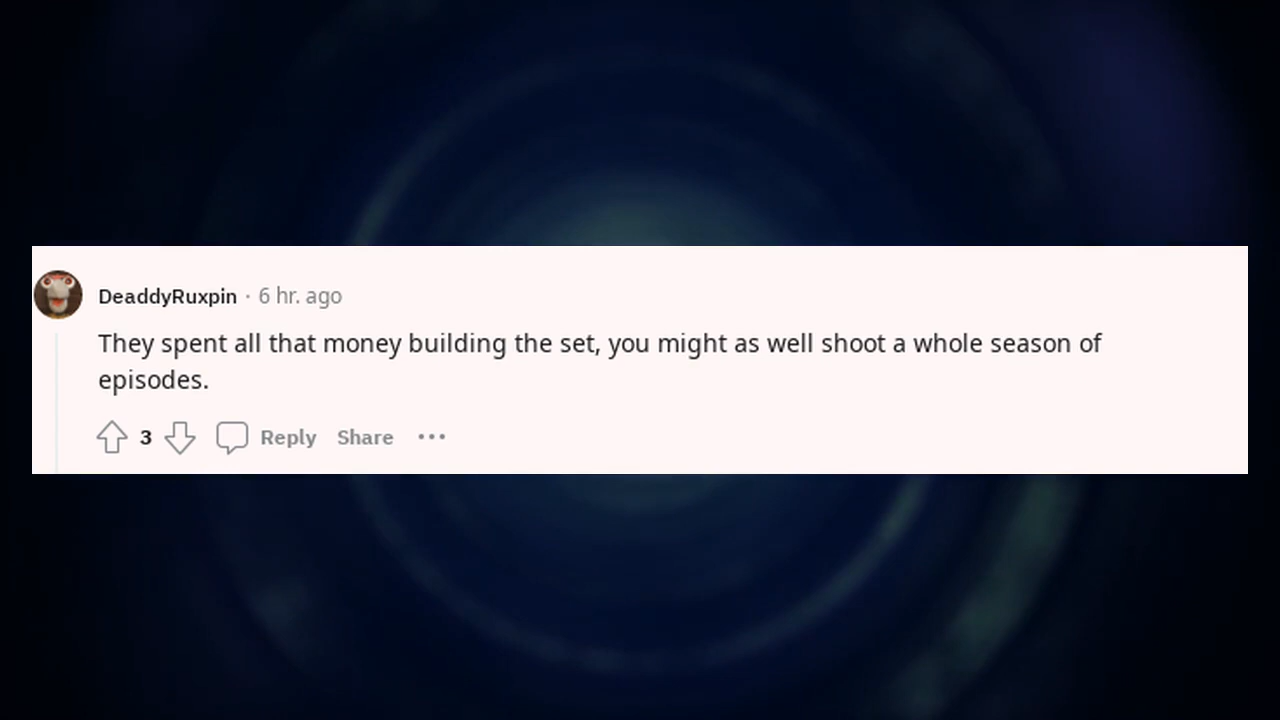 DeaddyRuxpin · 6 hr. ago
They spent all that money building the set, you might as well shoot a whole season of
episodes.
3 Reply Share ···